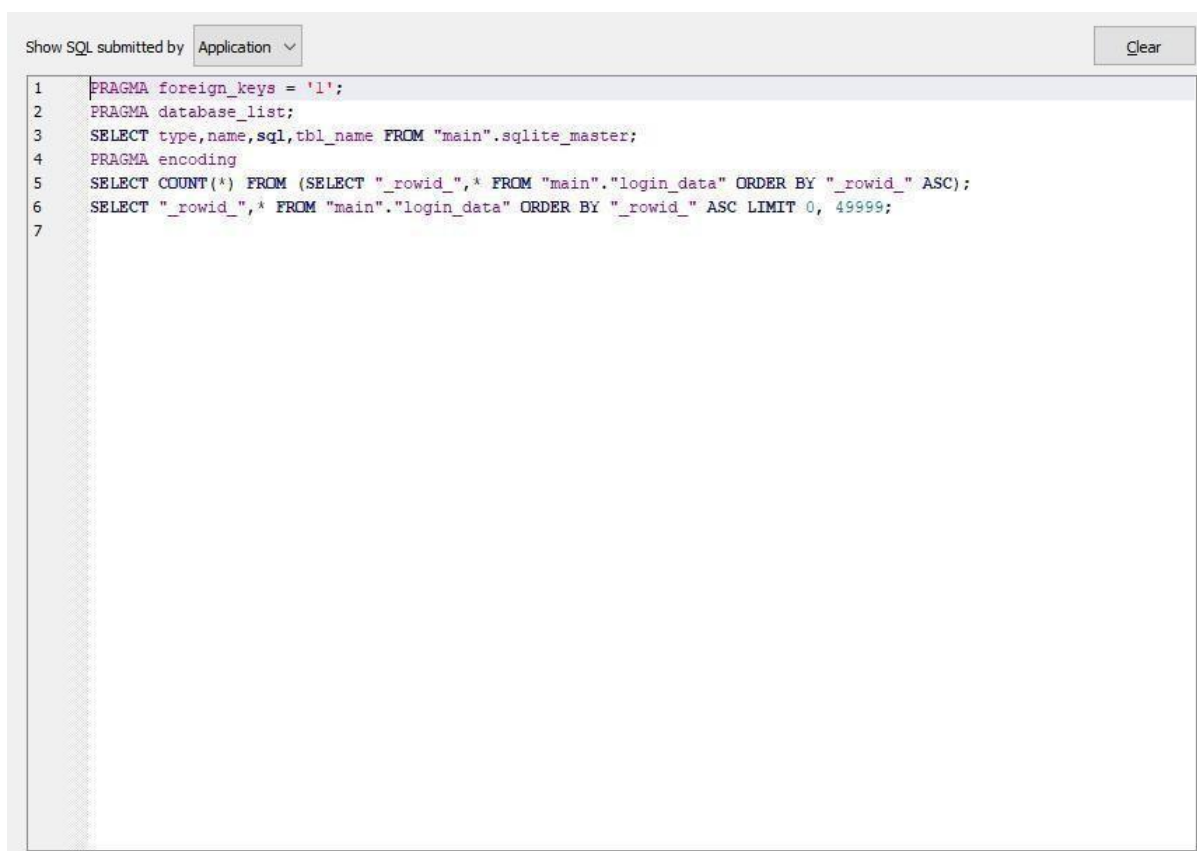 Show SQL submitted by Application Clear
1 PRAGMA foreign_keys = '1';
2 PRAGMA database_list;
3 SELECT type,name,sql,tbl_name FROM "main".sqlite_master;
4 PRAGMA encoding
5 SELECT COUNT(*) FROM (SELECT "_rowid_",* FROM "main"."login_data" ORDER BY "_rowid_" ASC);
6 SELECT "_rowid_",* FROM "main"."login_data" ORDER BY "_rowid_" ASC LIMIT 0, 49999;
7